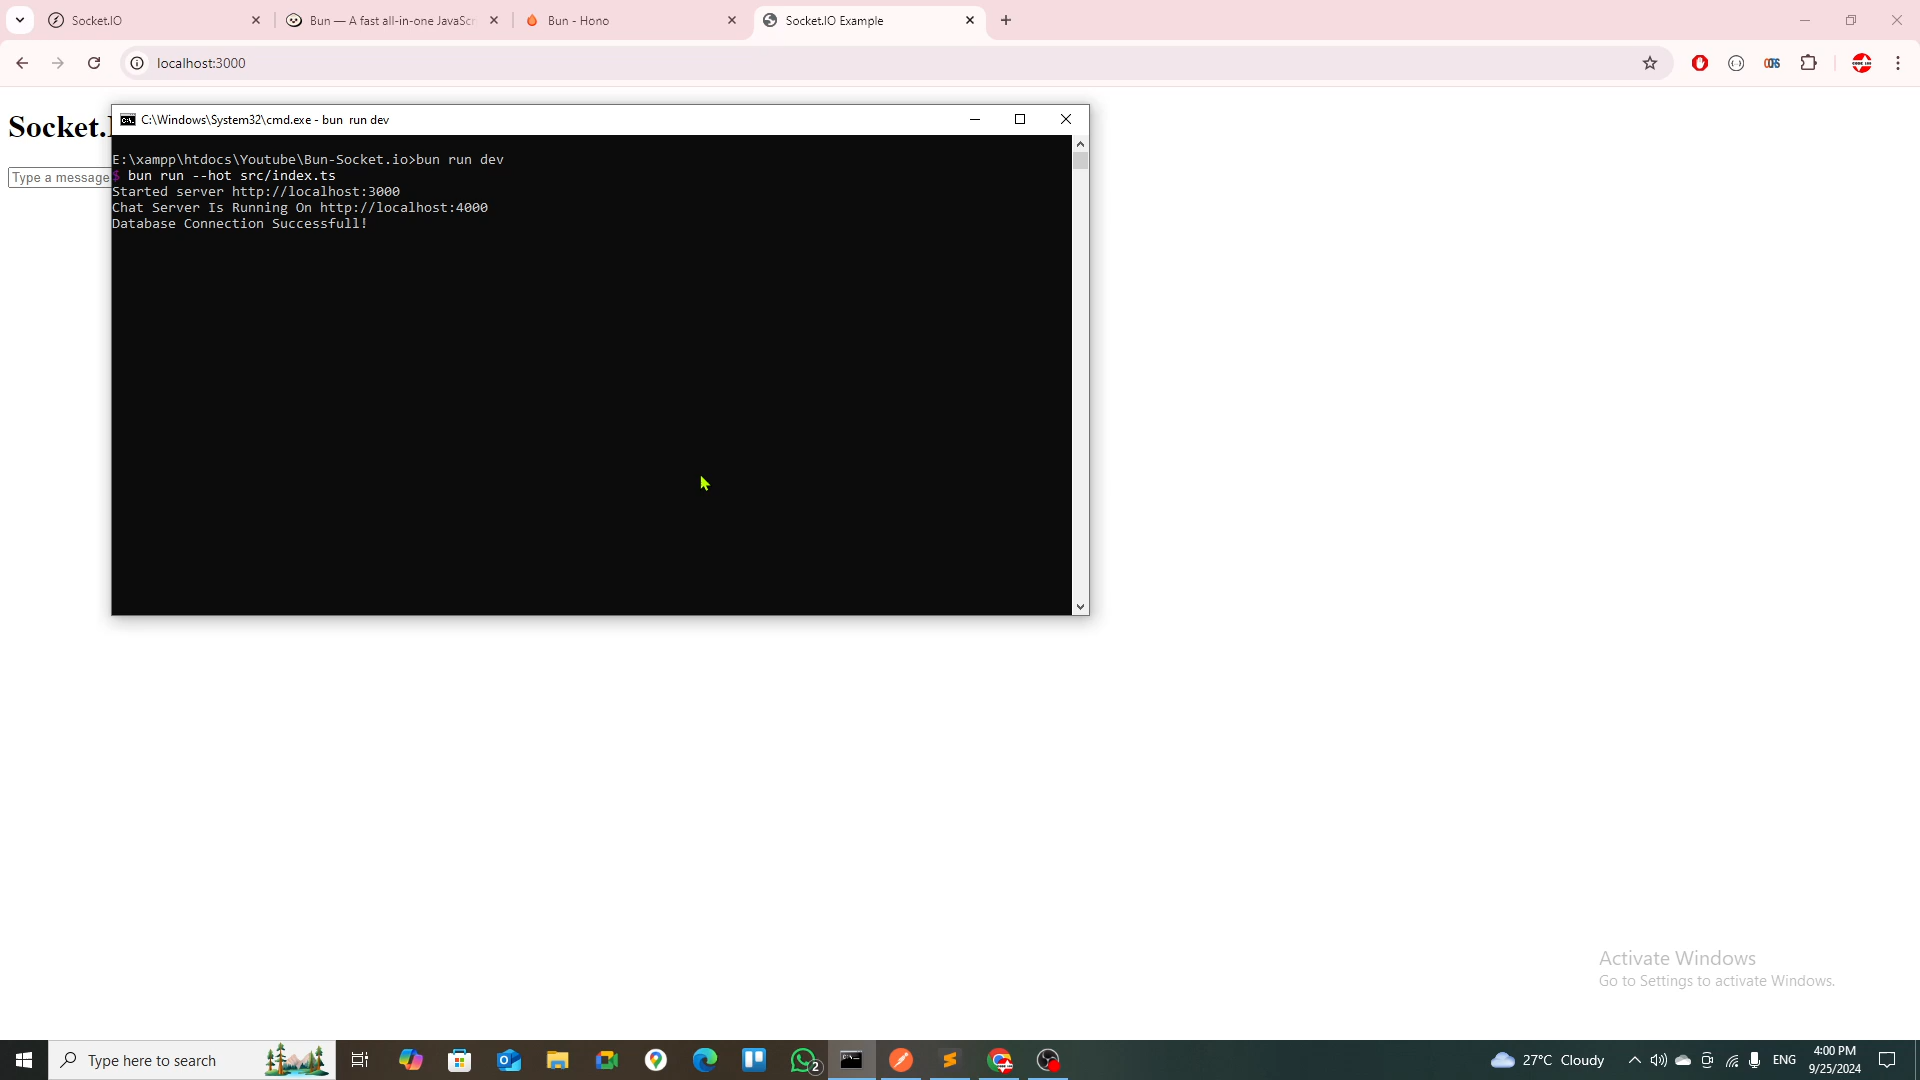 Socket.IO
Bun — A fast all-in-one JavaScr
Bun - Hono
Socket.IO Example
localhost:3000
Socket.I
Type a message
C:\Windows\System32\cmd.exe - bun  run dev
E:\xampp\htdocs\Youtube\Bun-Socket.io>bun run dev
$ bun run --hot src/index.ts
Started server http://localhost:3000
Chat Server Is Running On http://localhost:4000
Database Connection Successfull!
Activate Windows
Go to Settings to activate Windows.
Type here to search
2
27°C Cloudy
ENG
4:00 PM
9/25/2024